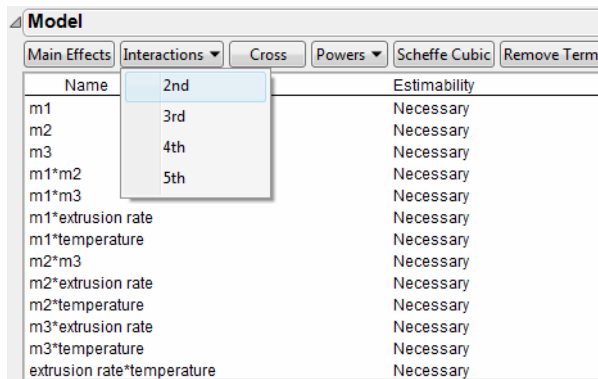 Model
Main Effects Interactions Cross Powers Scheffe Cubic Remove Term
Name Estimability
2nd
3rd
4th
5th
m1 Necessary
m2 Necessary
m3 Necessary
m1*m2 Necessary
m1*m3 Necessary
m1*extrusion rate Necessary
m1*temperature Necessary
m2*m3 Necessary
m2*extrusion rate Necessary
m2*temperature Necessary
m3*extrusion rate Necessary
m3*temperature Necessary
extrusion rate*temperature Necessary